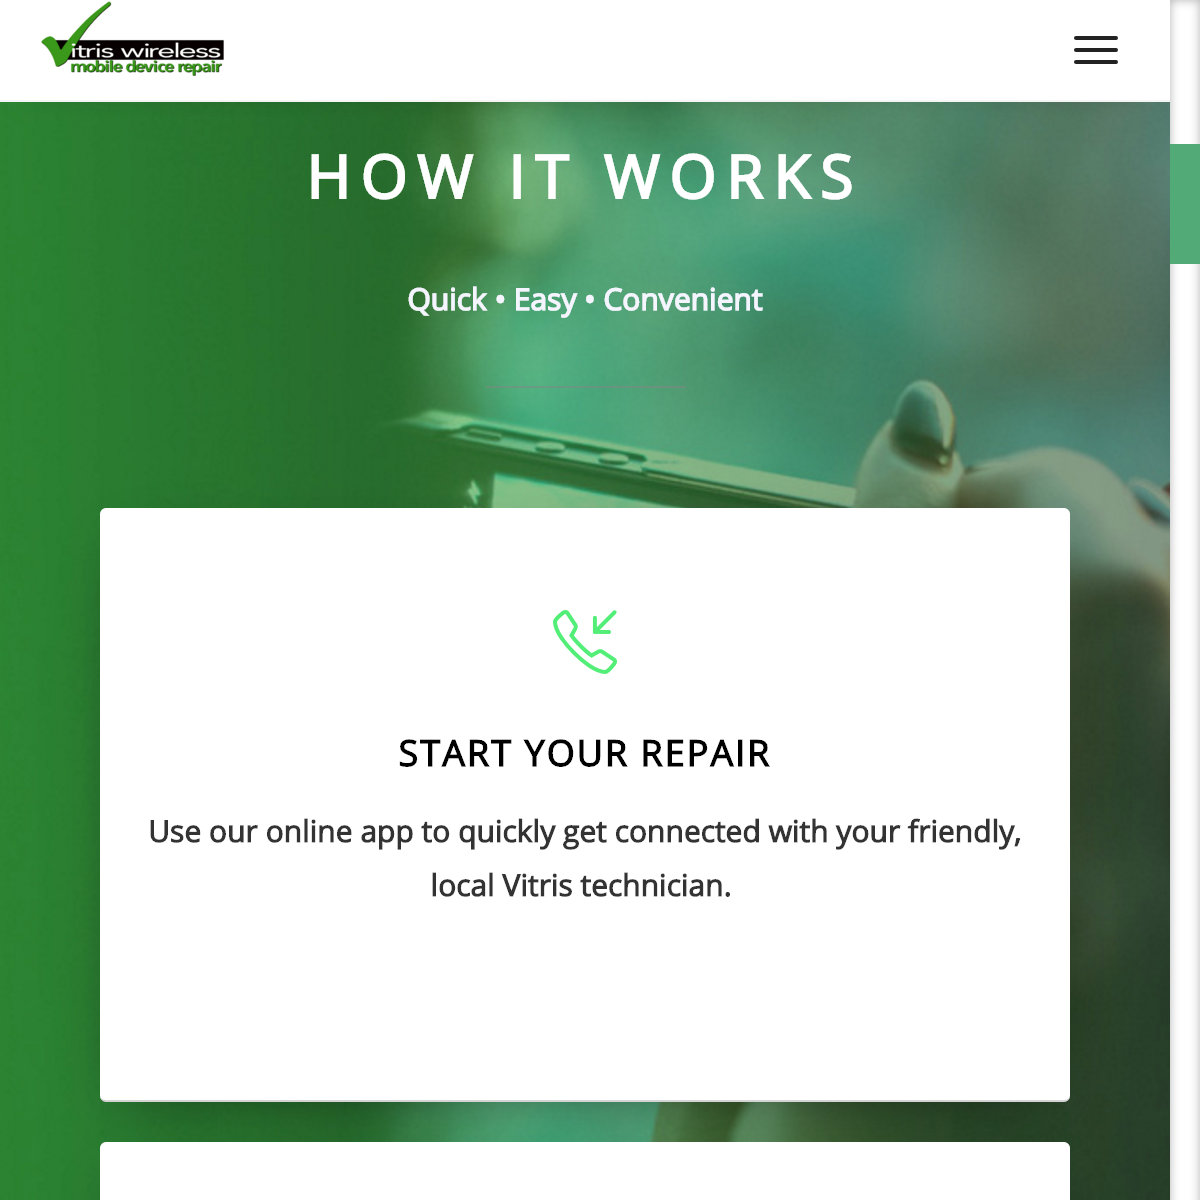 Vitris wireless
mobile device repair
HOW IT WORKS
Quick • Easy • Convenient
START YOUR REPAIR
Use our online app to quickly get connected with your friendly,
local Vitris technician.